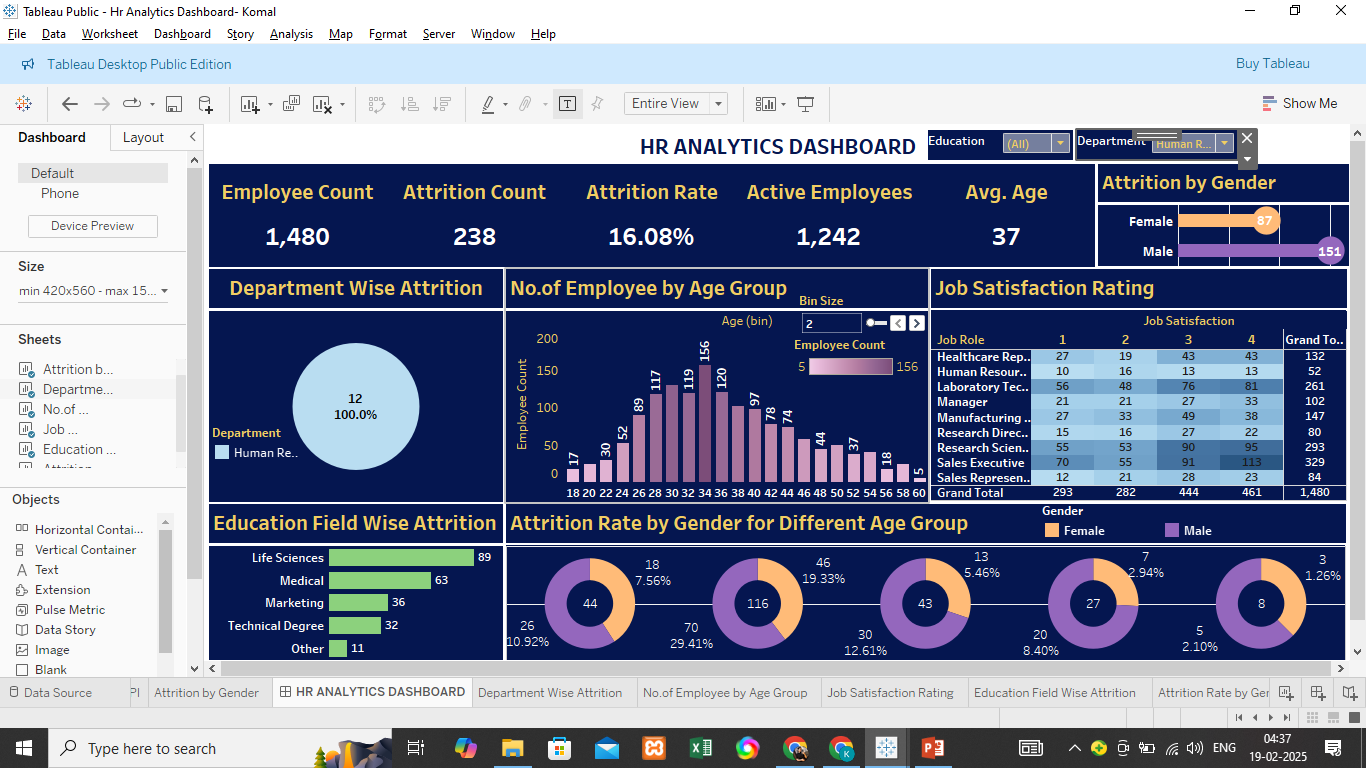 Tableau Public - Hr Analytics Dashboard- Komal
File Data Worksheet Dashboard Story Analysis Map Format Server Window Help
Tableau Desktop Public Edition
Buy Tableau
Entire View
Show Me
Dashboard
Layout
Default
Phone
Device Preview
Size
min 420x560 - max 15...
Sheets
Attrition b...
Departme...
No.of ...
Job ...
Education ...
Objects
Horizontal Contai...
Vertical Container
Text
Extension
Pulse Metric
Data Story
Image
Blank
HR ANALYTICS DASHBOARD
Education
(All)
Department
Human R...
Employee Count
1,480
Attrition Count
238
Attrition Rate
16.08%
Active Employees
1,242
Avg. Age
37
Attrition by Gender
Female 87
Male 151
Department Wise Attrition
12
100.0%
Department
Human Re..
No.of Employee by Age Group
Bin Size
Age (bin)
2
Employee Count
5 156
Employee Count
200
150
100
50
0
17 30 52 89 117 119 156 120 97 78 74 44 37 18 5
18 20 22 24 26 28 30 32 34 36 38 40 42 44 46 48 50 52 54 56 58 60
Job Satisfaction Rating
Job Satisfaction
Job Role 1 2 3 4 Grand To..
Healthcare Rep.. 27 19 43 43 132
Human Resour.. 10 16 13 13 52
Laboratory Tec.. 56 48 76 81 261
Manager 21 21 27 33 102
Manufacturing .. 27 33 49 38 147
Research Direc.. 15 16 27 22 80
Research Scien.. 55 53 90 95 293
Sales Executive 70 55 91 113 329
Sales Represen.. 12 21 28 23 84
Grand Total 293 282 444 461 1,480
Education Field Wise Attrition
Life Sciences 89
Medical 63
Marketing 36
Technical Degree 32
Other 11
Attrition Rate by Gender for Different Age Group
Gender
Female Male
18
7.56%
44
26
10.92%
46
19.33%
116
70
29.41%
13
5.46%
43
30
12.61%
7
2.94%
27
20
8.40%
3
1.26%
8
5
2.10%
Data Source
PI
Attrition by Gender
HR ANALYTICS DASHBOARD
Department Wise Attrition
No.of Employee by Age Group
Job Satisfaction Rating
Education Field Wise Attrition
Attrition Rate by Ger
Type here to search
ENG
04:37
19-02-2025